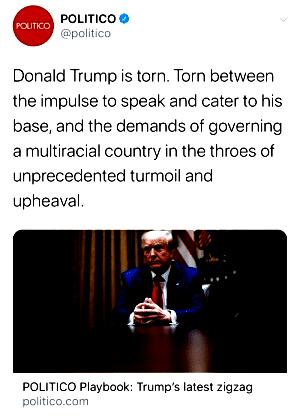 POLITICO
POLITICO
@politico
Donald Trump is torn. Torn between
the impulse to speak and cater to his
base, and the demands of governing
a multiracial country in the throes of
unprecedented turmoil and
upheaval.
POLITICO Playbook: Trump's latest zigzag
politico.com